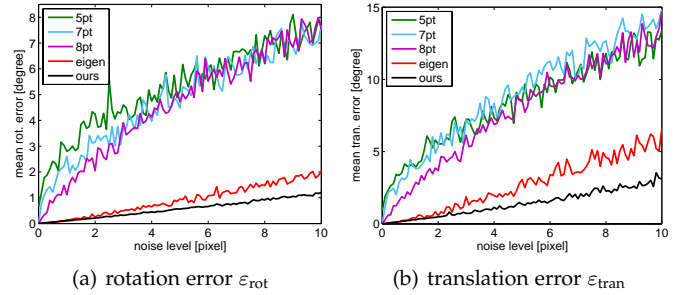 5pt
7pt
8pt
eigen
ours
mean rot. error [degree]
8
7
6
5
4
3
2
1
0
0 2 4 6 8 10
noise level [pixel]
(a) rotation error εrot
5pt
7pt
8pt
eigen
ours
mean tran. error [degree]
15
10
5
0
0 2 4 6 8 10
noise level [pixel]
(b) translation error εtran